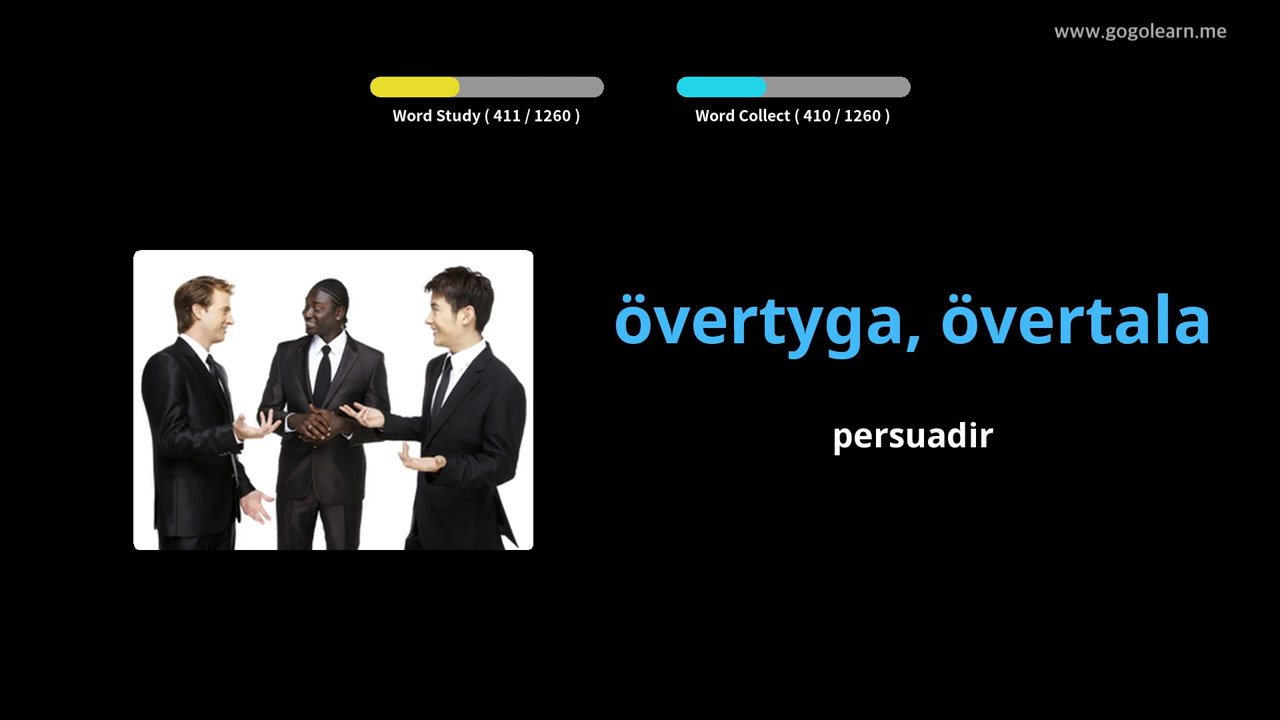 www.gogolearn.me
Word Study ( 411 / 1260 )
Word Collect ( 410 / 1260 )
övertyga, övertala
persuadir